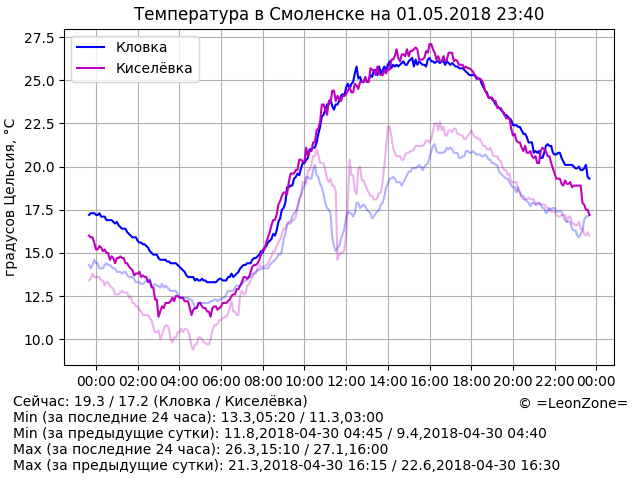 Температура в Смоленске на 01.05.2018 23:40
27.5
25.0
22.5
20.0
17.5
15.0
12.5
10.0
градусов Цельсия, °C
Кловка
Киселёвка
00:00 02:00 04:00 06:00 08:00 10:00 12:00 14:00 16:00 18:00 20:00 22:00 00:00
Сейчас: 19.3 / 17.2 (Кловка / Киселёвка)
© =LeonZone=
Min (за последние 24 часа): 13.3,05:20 / 11.3,03:00
Min (за предыдущие сутки): 11.8,2018-04-30 04:45 / 9.4,2018-04-30 04:40
Max (за последние 24 часа): 26.3,15:10 / 27.1,16:00
Max (за предыдущие сутки): 21.3,2018-04-30 16:15 / 22.6,2018-04-30 16:30